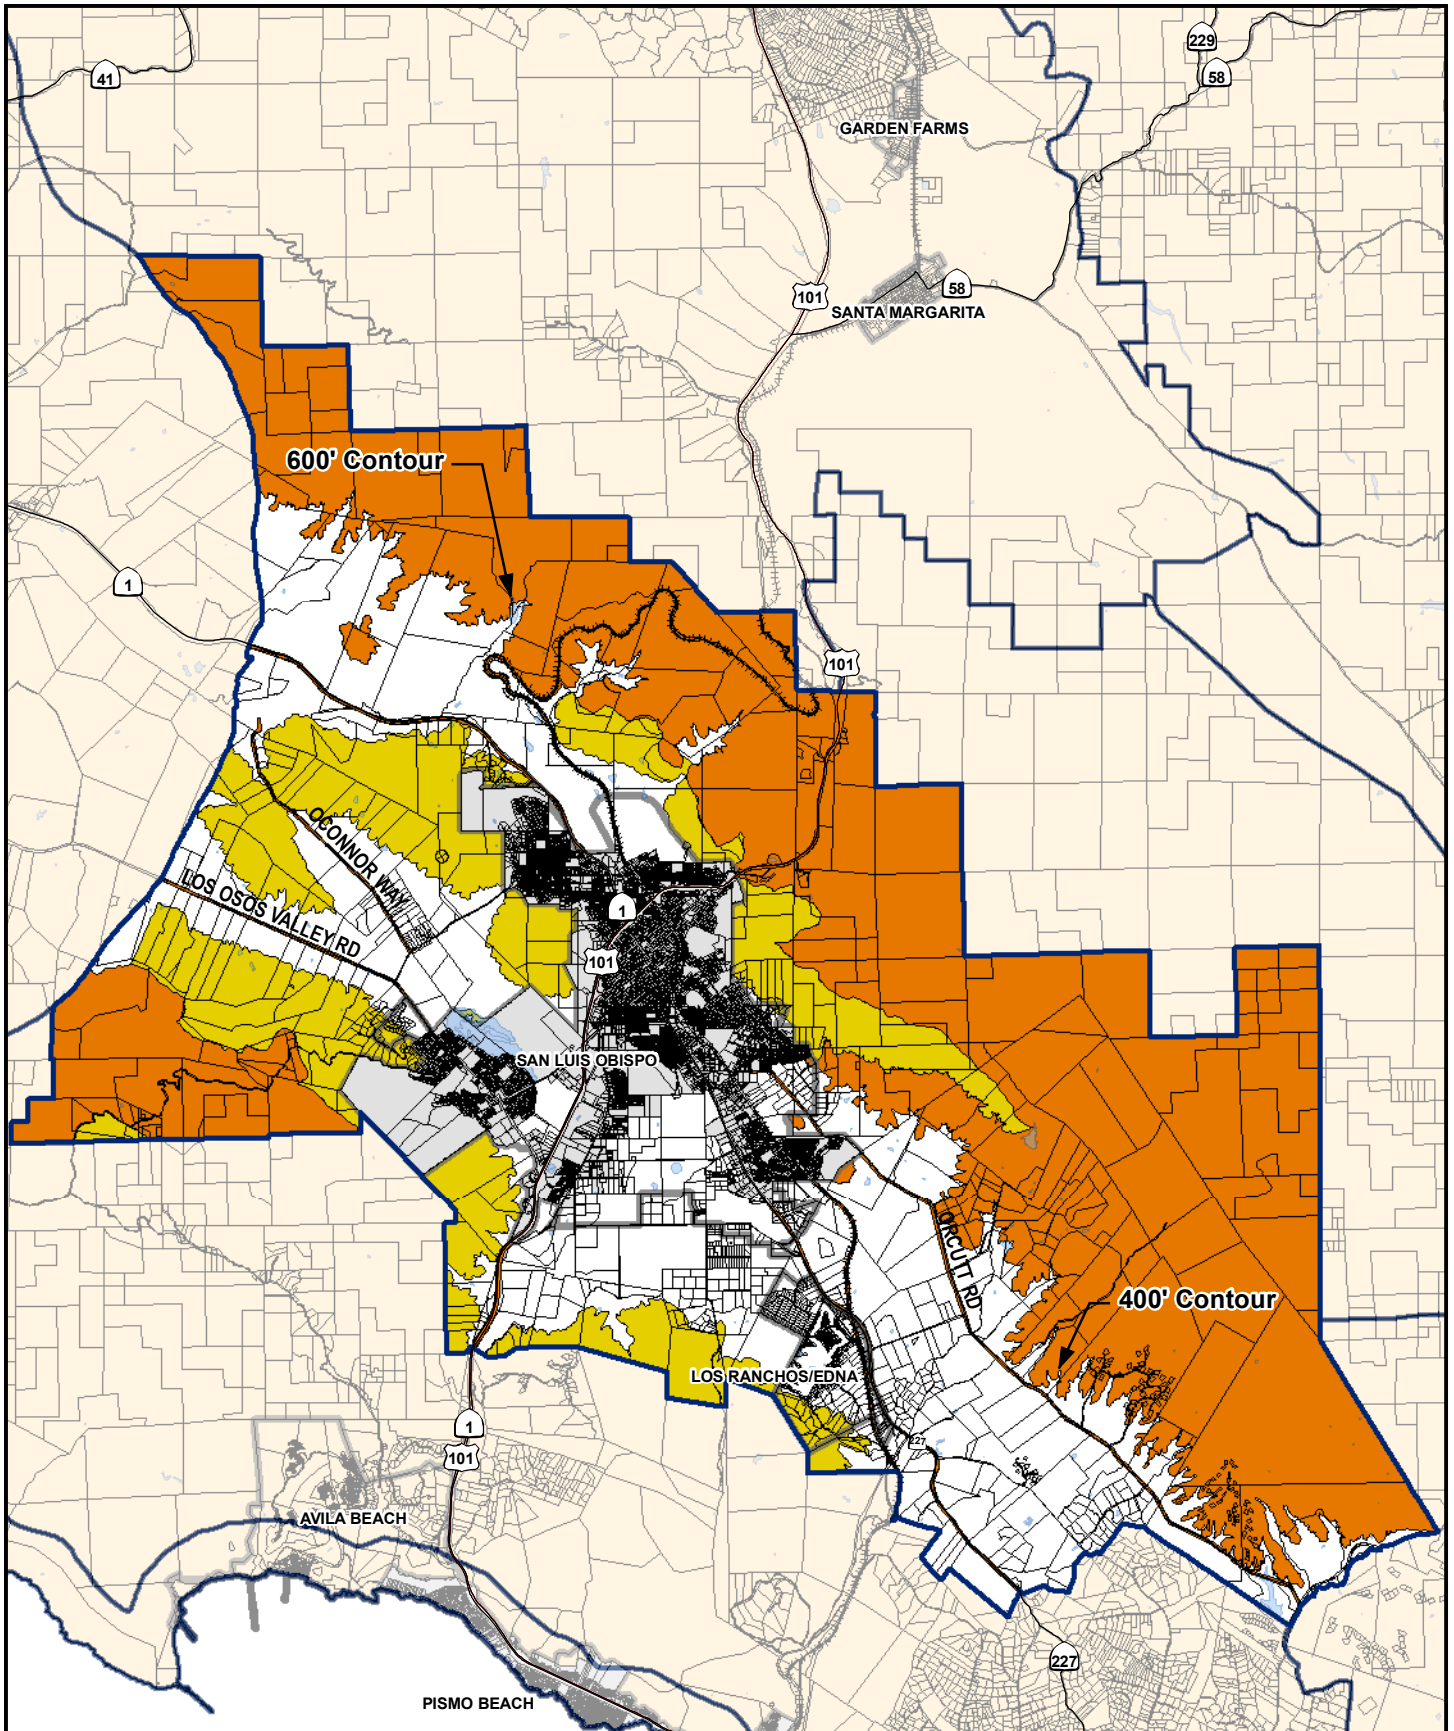 229
41
58
GARDEN FARMS
58
101
SANTA MARGARITA
600' Contour
1
101
OCONNOR WAY
LOS OSOS VALLEY RD
1
101
SAN LUIS OBISPO
ORCUTT RD
400' Contour
LOS RANCHOS/EDNA
1
227
101
AVILA BEACH
227
PISMO BEACH